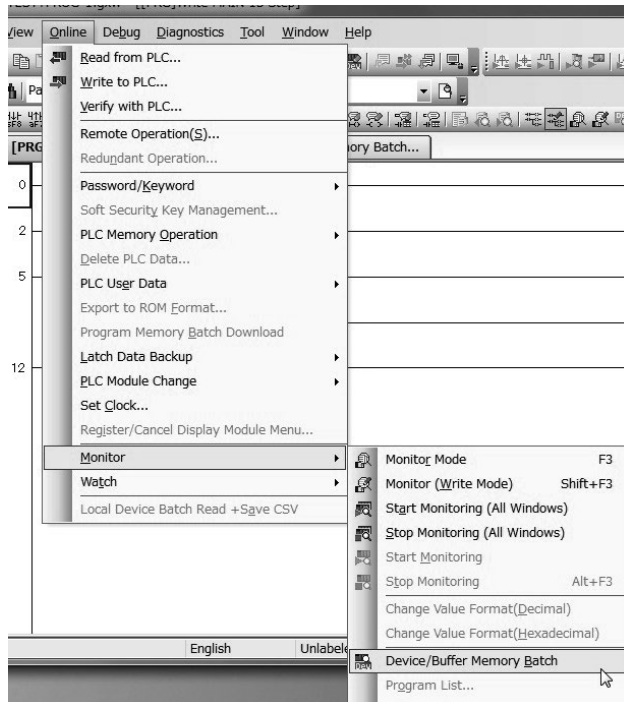 View Online Debug Diagnostics Tool Window Help
Read from PLC...
Write to PLC...
Verify with PLC...
Remote Operation(S)...
Redundant Operation...
ory Batch...
[PRG
Password/Keyword
Soft Security Key Management...
PLC Memory Operation
Delete PLC Data...
PLC User Data
Export to ROM Format...
Program Memory Batch Download
Latch Data Backup
PLC Module Change
Set Clock...
Register/Cancel Display Module Menu...
Monitor
Watch
Local Device Batch Read +Save CSV
0
2
5
12
Monitor Mode F3
Monitor (Write Mode) Shift+F3
Start Monitoring (All Windows)
Stop Monitoring (All Windows)
Start Monitoring
Stop Monitoring Alt+F3
Change Value Format(Decimal)
Change Value Format(Hexadecimal)
Device/Buffer Memory Batch
Program List...
English Unlabele